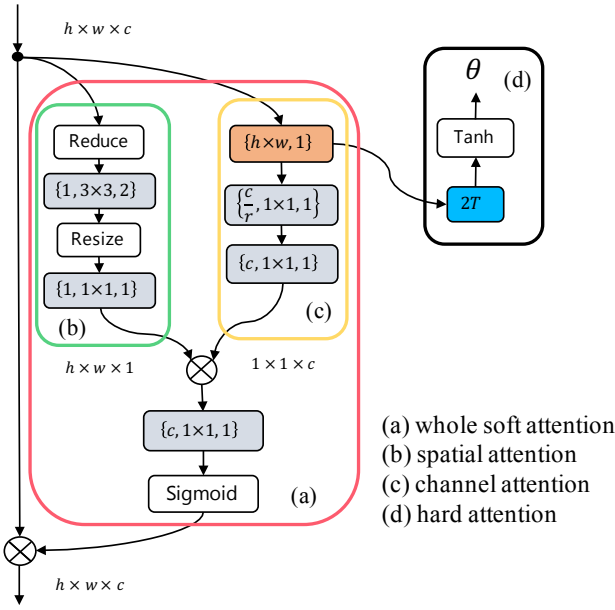 h × w × c
θ
(d)
Reduce
{h×w, 1}
Tanh
{1, 3×3, 2}
{c/r, 1×1, 1}
2T
Resize
{c, 1×1, 1}
{1, 1×1, 1}
(b)
(c)
h × w × 1
1 × 1 × c
{c, 1×1, 1}
Sigmoid
(a)
(a) whole soft attention
(b) spatial attention
(c) channel attention
(d) hard attention
h × w × c